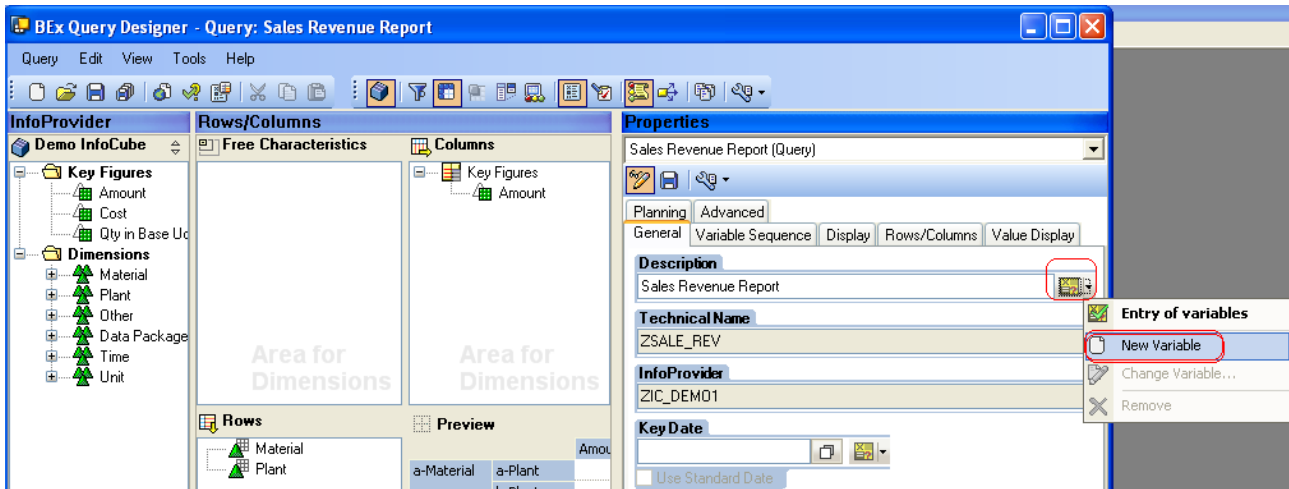 BEx Query Designer - Query: Sales Revenue Report
Query Edit View Tools Help
InfoProvider
Demo InfoCube
Key Figures
Amount
Cost
Qty in Base Uo
Dimensions
Material
Plant
Other
Data Package
Time
Unit
Rows/Columns
Free Characteristics
Area for
Dimensions
Columns
Key Figures
Amount
Area for
Dimensions
Rows
Material
Plant
Preview
Amou
a-Material a-Plant
Properties
Sales Revenue Report (Query)
Planning Advanced
General Variable Sequence Display Rows/Columns Value Display
Description
Sales Revenue Report
Technical Name
ZSALE_REV
InfoProvider
ZIC_DEMO1
Key Date
Use Standard Date
Entry of variables
New Variable
Change Variable...
Remove